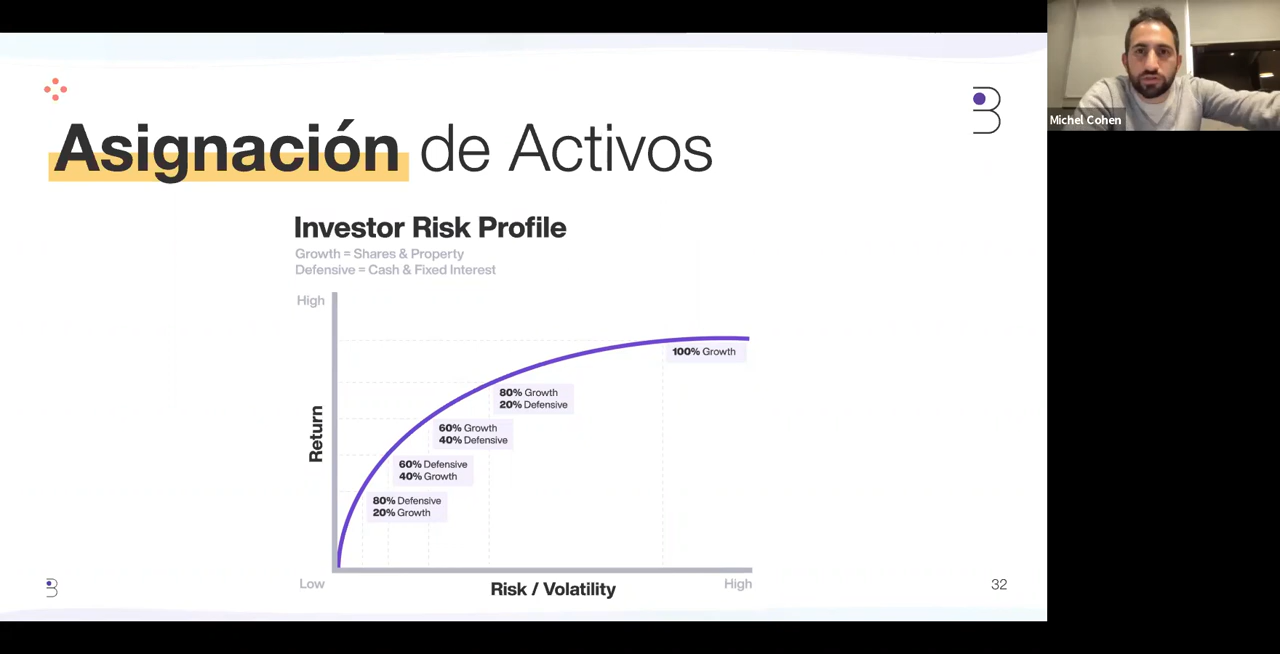 Asignación de Activos
Investor Risk Profile
Growth = Shares & Property
Defensive = Cash & Fixed Interest
High
Return
100% Growth
80% Growth
20% Defensive
60% Growth
40% Defensive
60% Defensive
40% Growth
80% Defensive
20% Growth
Low
Risk / Volatility
High
32
Michel Cohen